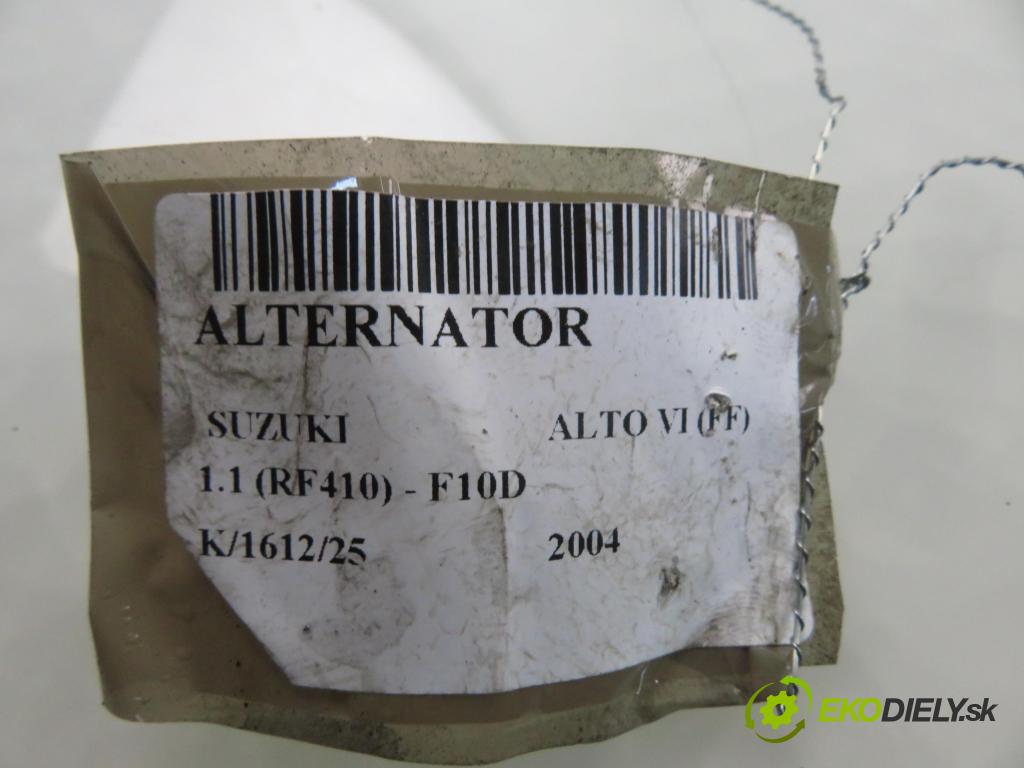 ALTERNATOR
SUZUKI ALTO VI (FF)
1.1 (RF410) - F10D
K/1612/25 2004
EKODIELY.sk